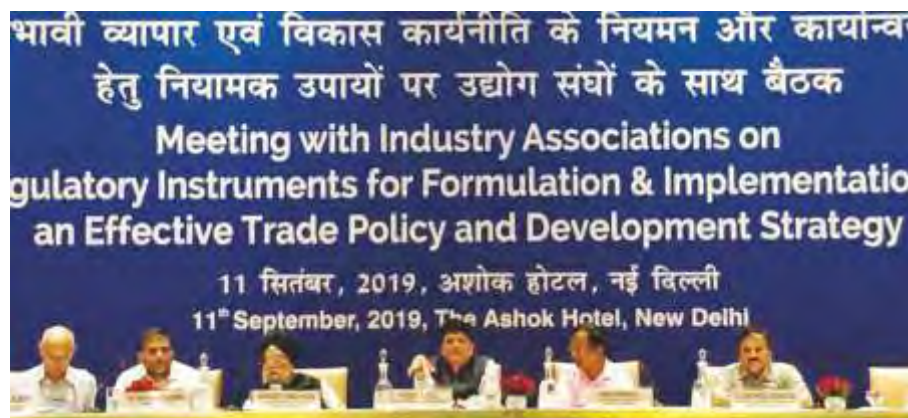 भावी व्यापार एवं विकास कार्यनीति के नियमन और कार्यान्व
हेतु नियामक उपायों पर उद्योग संघों के साथ बैठक
Meeting with Industry Associations on
gulatory Instruments for Formulation & Implementatio
an Effective Trade Policy and Development Strategy
11 सितंबर, 2019, अशोक होटल, नई दिल्ली
11th September, 2019, The Ashok Hotel, New Delhi